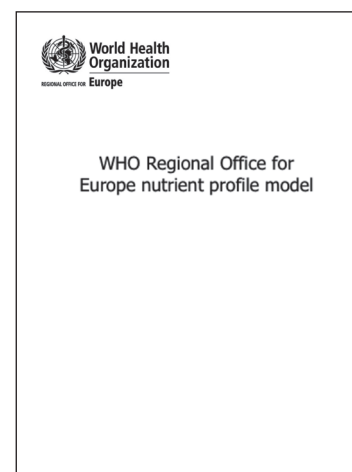 World Health
Organization
REGIONAL OFFICE FOR Europe
WHO Regional Office for
Europe nutrient profile model